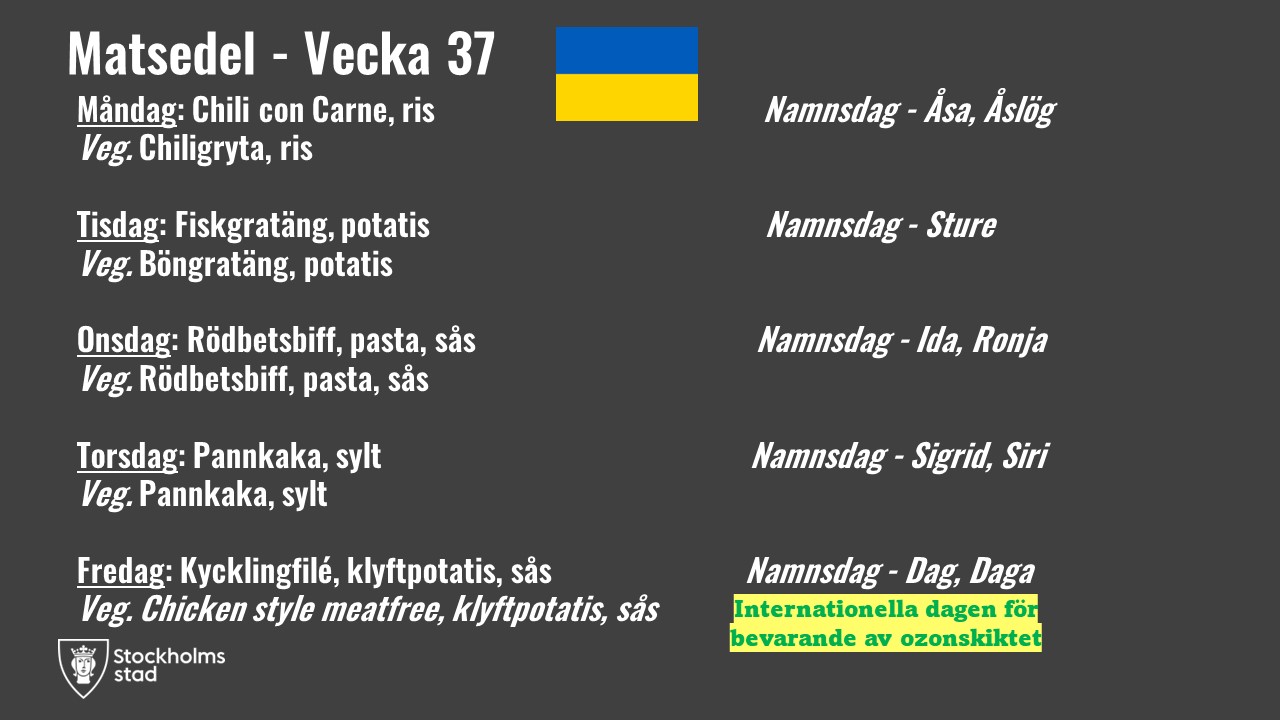 Matsedel - Vecka 37
Måndag: Chili con Carne, ris
Namnsdag - Åsa, Åslög
Veg. Chiligryta, ris
Tisdag: Fiskgratäng, potatis
Namnsdag - Sture
Veg. Böngratäng, potatis
Onsdag: Rödbetsbiff, pasta, sås
Namnsdag - Ida, Ronja
Veg. Rödbetsbiff, pasta, sås
Torsdag: Pannkaka, sylt
Namnsdag - Sigrid, Siri
Veg. Pannkaka, sylt
Fredag: Kycklingfilé, klyftpotatis, sås
Namnsdag - Dag, Daga
Veg. Chicken style meatfree, klyftpotatis, sås
Internationella dagen för
bevarande av ozonskiktet
Stockholms
stad